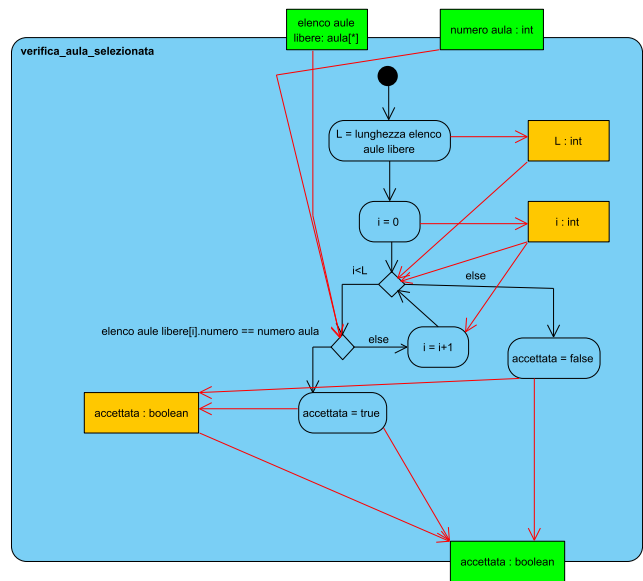 elenco aule
libere: aula[*]
numero aula : int
verifica_aula_selezionata
L = lunghezza elenco
aule libere
L : int
i = 0
i : int
i<L
else
elenco aule libere[i].numero == numero aula
else
i = i+1
accettata = false
accettata : boolean
accettata = true
accettata : boolean